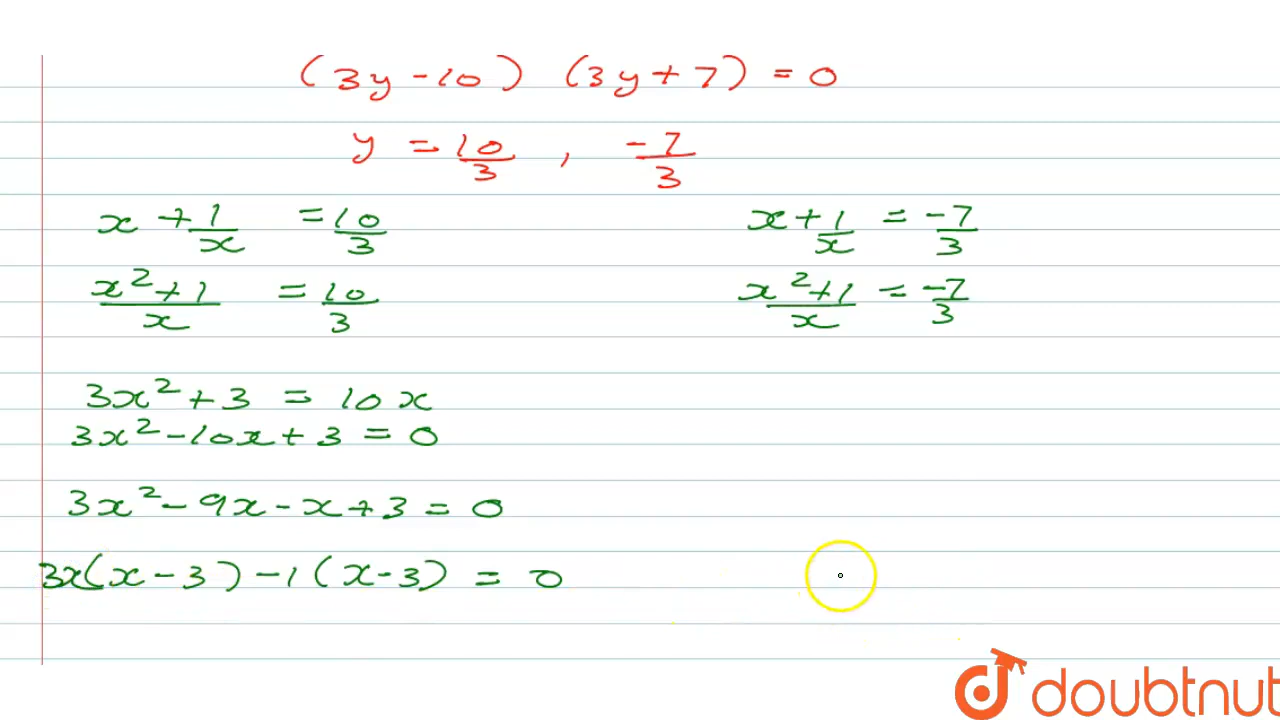 (3y-10) (3y+7) = 0
y = 10/3 , -7/3
x + 1/x = 10/3
x²+1/x = 10/3
3x²+3 = 10x
3x²-10x+3 = 0
3x²-9x-x+3 = 0
3x(x-3)-1(x-3) = 0
x+1/x = -7/3
x²+1/x = -7/3
doubtnut